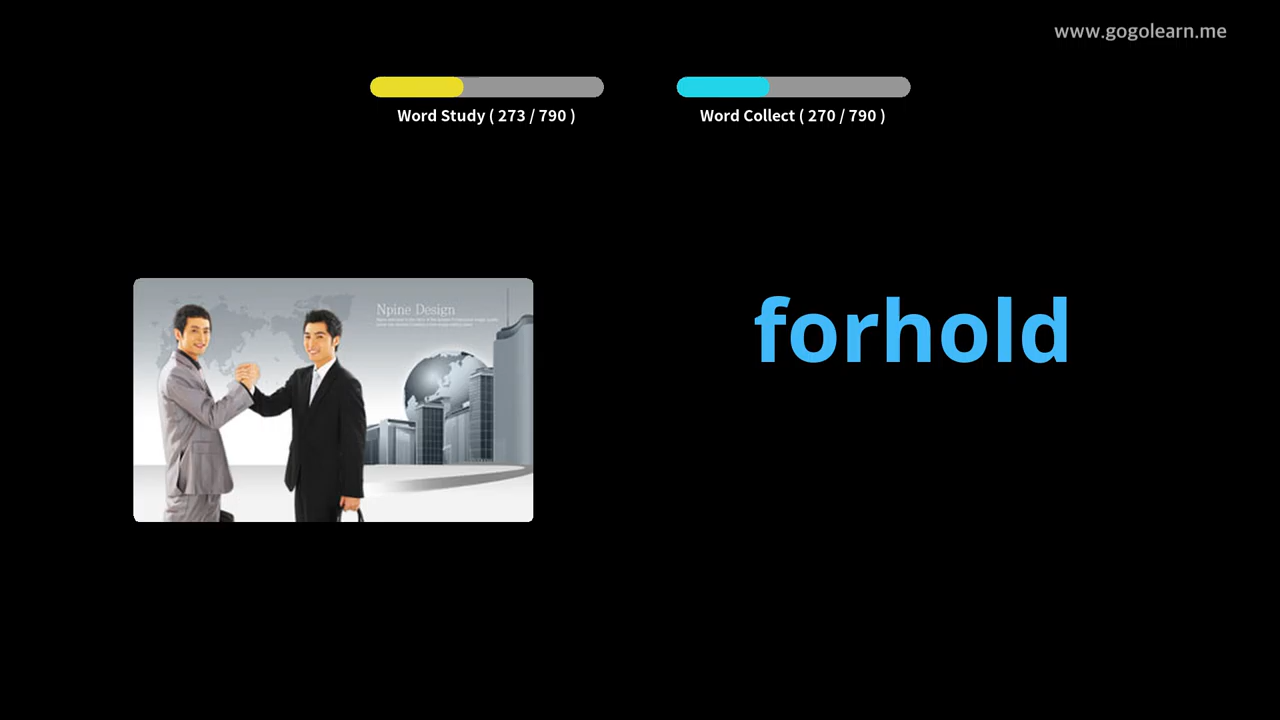 www.gogolearn.me
Word Study ( 273 / 790 )
Word Collect ( 270 / 790 )
Npine Design
forhold